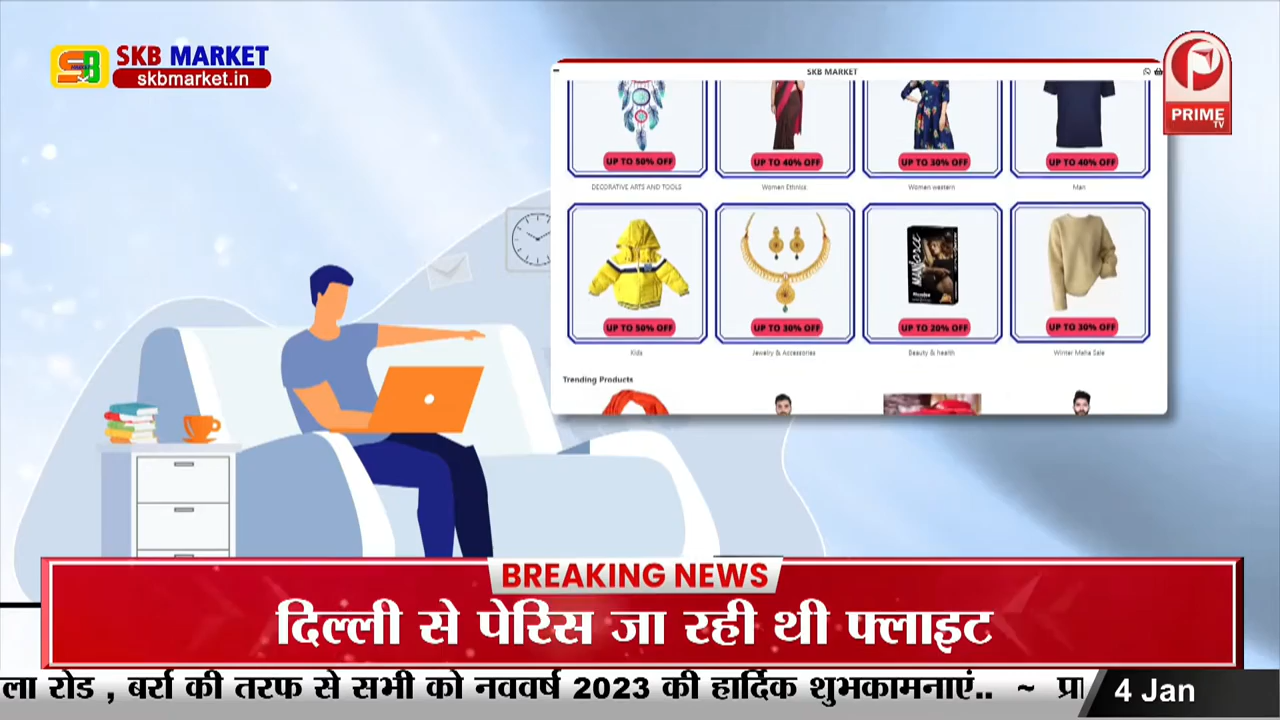 SKB MARKET
skbmarket.in
SKB MARKET
PRIME
TV
UP TO 50% OFF
UP TO 40% OFF
UP TO 30% OFF
UP TO 40% OFF
DECORATIVE ARTS AND TOOLS
Women Ethnics
Women western
Man
UP TO 50% OFF
UP TO 30% OFF
UP TO 20% OFF
UP TO 30% OFF
Kids
Jewelry & Accessories
Beauty & health
Winter Maha Sale
Trending Products
BREAKING NEWS
दिल्ली से पेरिस जा रही थी फ्लाइट
ला रोड , बर्रा की तरफ से सभी को नववर्ष 2023 की हार्दिक शुभकामनाएं.. ~ प्रा
4 Jan